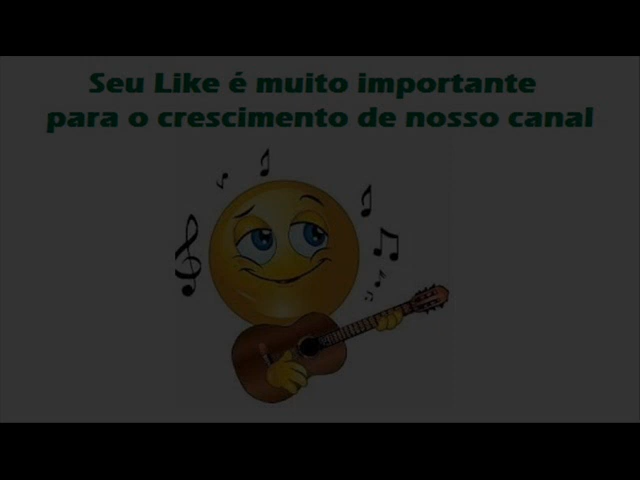 Seu Like é muito importante
para o crescimento de nosso canal